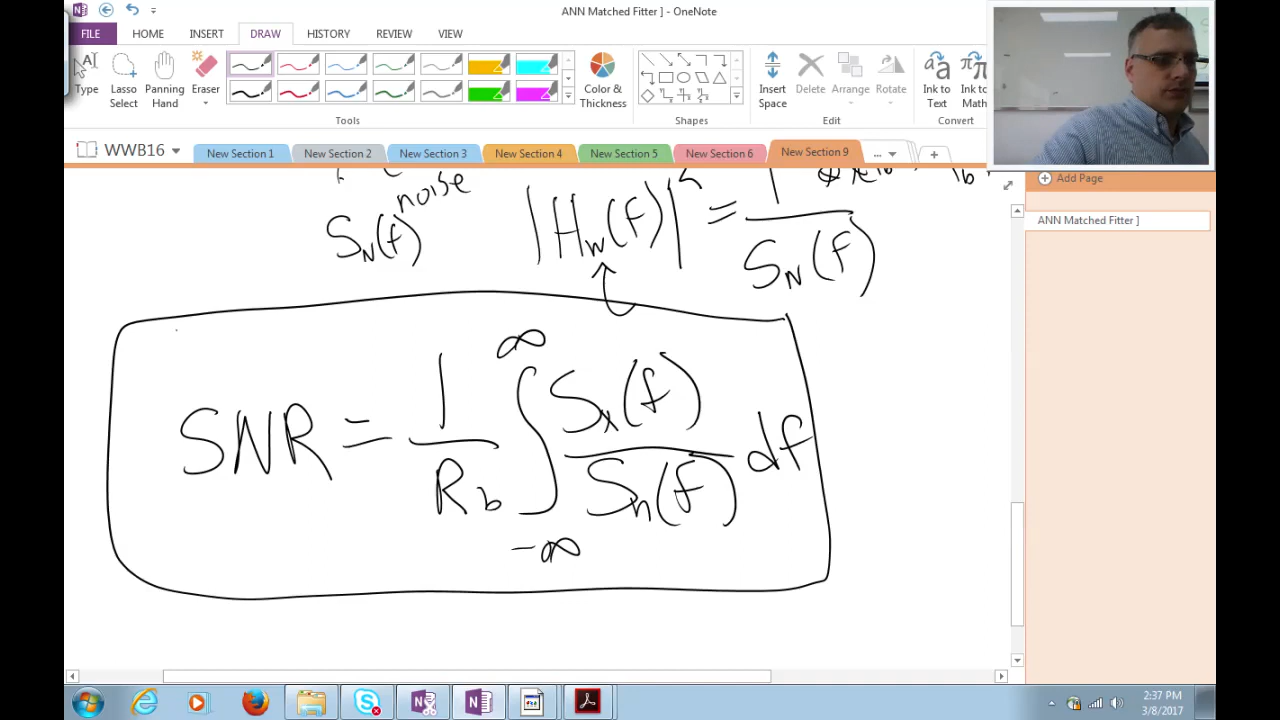 ANN Matched Fitter ] - OneNote
FILE HOME INSERT DRAW HISTORY REVIEW VIEW
Type Lasso Select Panning Hand Eraser Color & Thickness Insert Space Delete Arrange Rotate Ink to Text Ink to Math
Tools Shapes Edit Convert
WWB16 New Section 1 New Section 2 New Section 3 New Section 4 New Section 5 New Section 6 New Section 9 ...
Add Page
ANN Matched Fitter ]
noise
S_N(f)
|H_w(f)|² = 1 / S_N(f)
SNR = 1/R_b ∫_{-∞}^{∞} S_x(f)/S_n(f) df
2:37 PM
3/8/2017